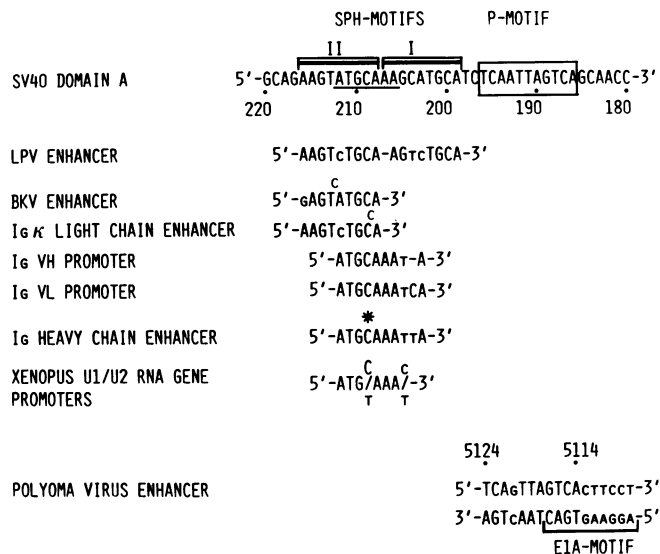 SPH-MOTIFS P-MOTIF
II I
SV40 DOMAIN A 5'-GCAGAAGTATGCAAAGCATGCATCTCAATTAGTCAGCAACC-3'
220 210 200 190 180
LPV ENHANCER 5'-AAGTcTGCA-AGTcTGCA-3'
C
BKV ENHANCER 5'-GAGTATGCA-3'
C
Ig κ LIGHT CHAIN ENHANCER 5'-AAGTcTGCA-3'
IG VH PROMOTER 5'-ATGCAAAT-A-3'
IG VL PROMOTER 5'-ATGCAAATCA-3'
*
IG HEAVY CHAIN ENHANCER 5'-ATGCAAATTA-3'
C C
XENOPUS U1/U2 RNA GENE 5'-ATG/AAA/-3'
PROMOTERS T T
5124 5114
POLYOMA VIRUS ENHANCER 5'-TCAGTTAGTCACTTCCT-3'
3'-AGTCAATCAGTGAAGGA-5'
E1A-MOTIF